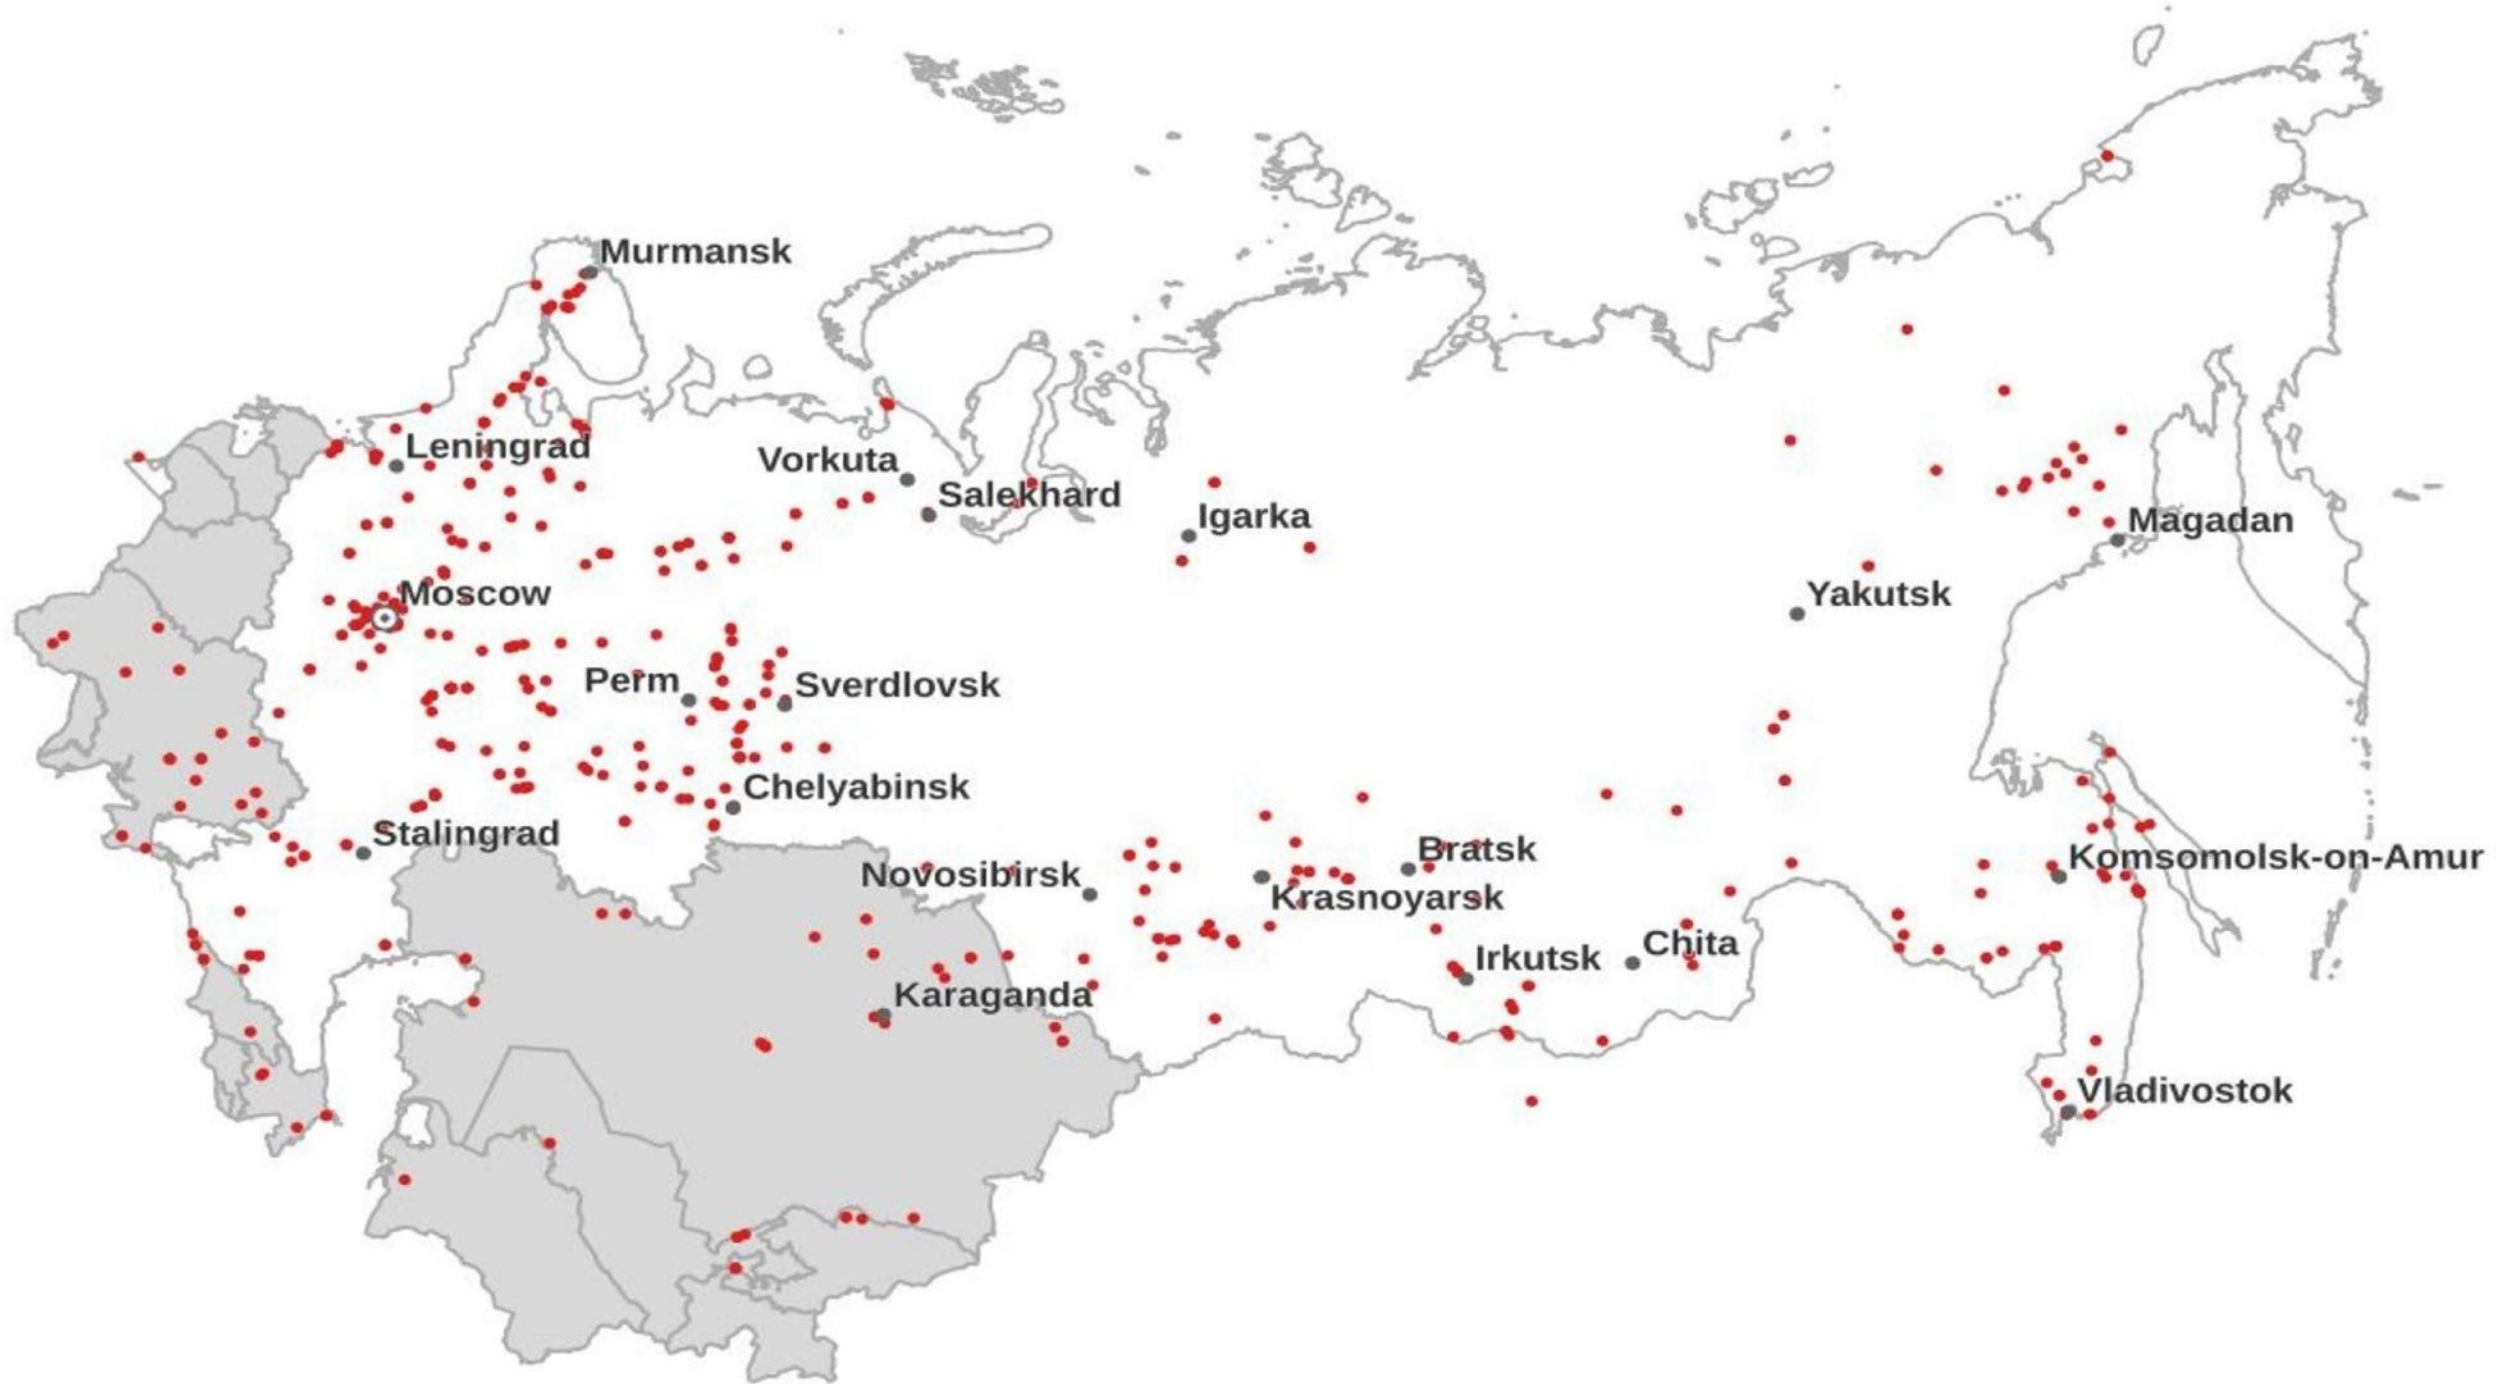 Murmansk
Leningrad
Vorkuta
Salekhard
Igarka
Magadan
Moscow
Yakutsk
Perm
Sverdlovsk
Chelyabinsk
Stalingrad
Novosibirsk
Bratsk
Komsomolsk-on-Amur
Krasnoyarsk
Chita
Irkutsk
Karaganda
Vladivostok